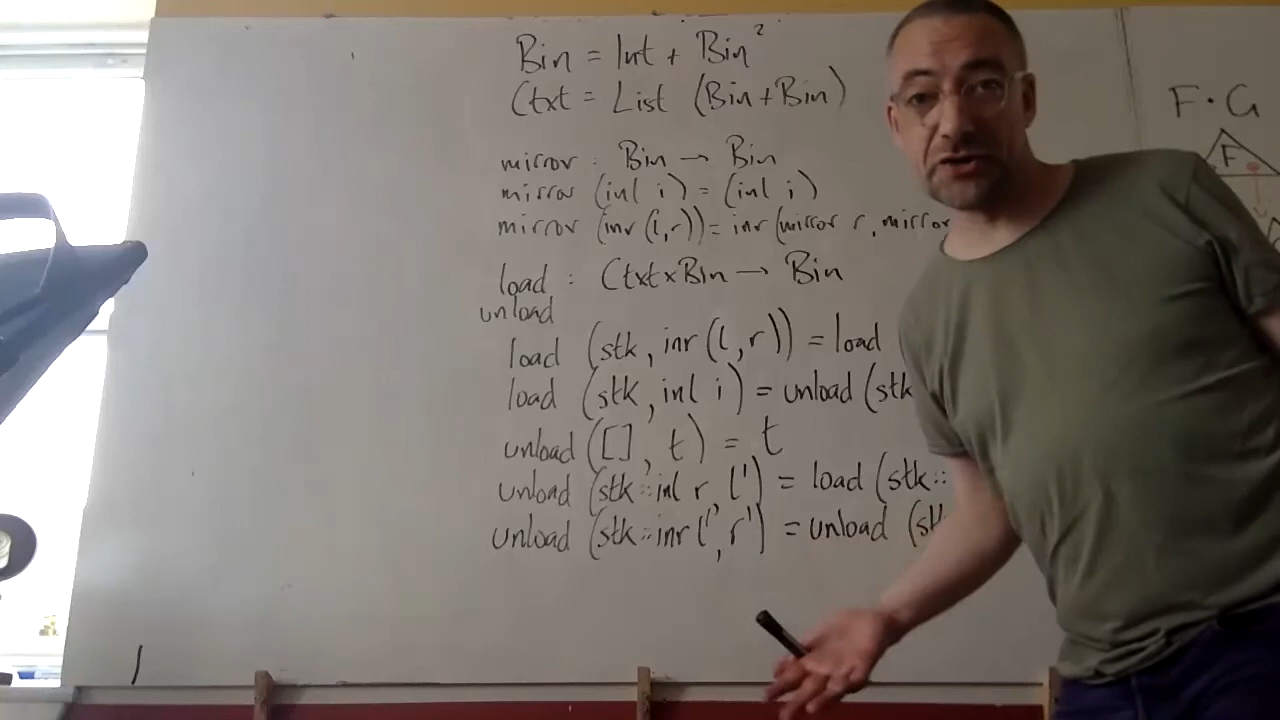 Bin = Int + Bin²
Ctxt = List (Bin+Bin)
mirror : Bin → Bin
mirror (inl i) = (inl i)
mirror (inr (l,r)) = inr (mirror r, mirror
load : Ctxt×Bin → Bin
unload
load (stk, inr (l, r)) = load
load (stk, inl i) = unload (stk
unload ([], t) = t
unload (stk::inl r, l') = load (stk::
unload (stk::inr l', r') = unload (stk
F · G
F